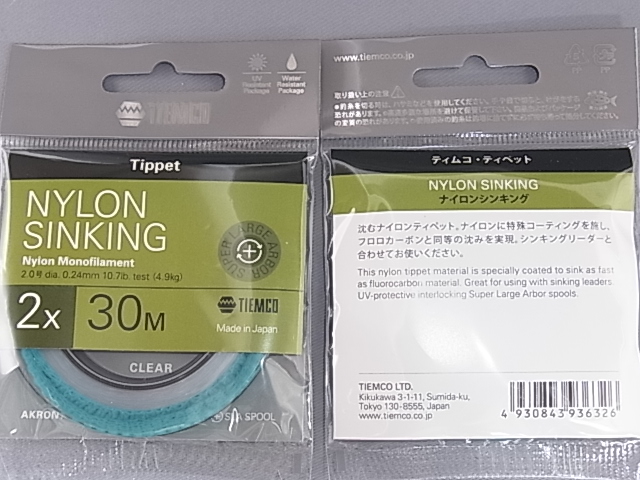 UV
Resistant
Package
Water
Resistant
Package
TIEMCO
Tippet
NYLON
SINKING
Nylon Monofilament
2.0号 dia. 0.24mm 10.7lb. test (4.9kg)
SUPER LARGE ARBOR SPOOL
2X
30M
TIEMCO
Made in Japan
CLEAR
AKRON
SLA SPOOL
www.tiemco.co.jp
取り扱い上の注意
ティムコ・ティペット
NYLON SINKING
ナイロンシンキング
沈むナイロンティペット。ナイロンに特殊コーティングを施し、
フロロカーボンと同等の沈みを実現。シンキングリーダーと
合わせてお使いください。
This nylon tippet material is specially coated to sink as fast
as fluorocarbon material. Great for using with sinking leaders.
UV-protective interlocking Super Large Arbor spools.
TIEMCO LTD.
Kikukawa 3-1-11, Sumida-ku,
Tokyo 130-8555, Japan
www.tiemco.co.jp
4 930843 936326